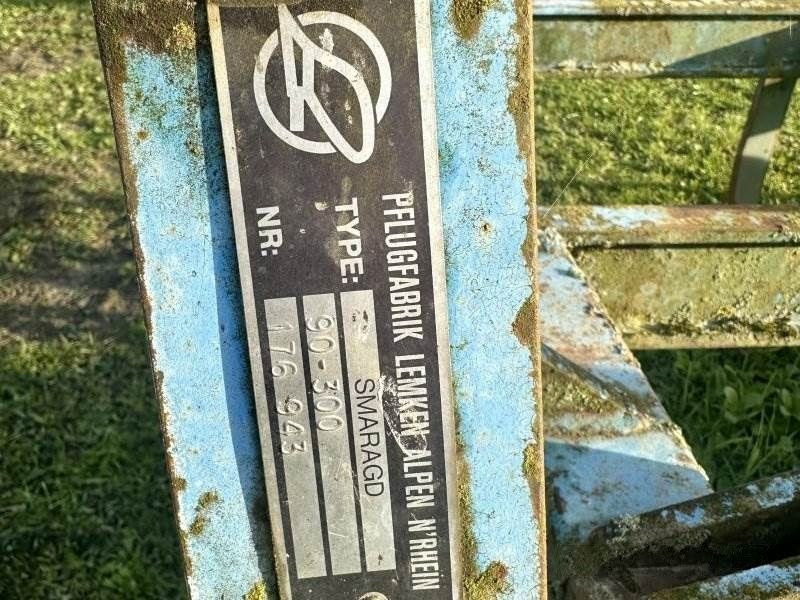 PFLUGFABRIK LEMKEN ALPEN N'RHEIN
TYPE: SMARAGD
90-300
NR: 176 943